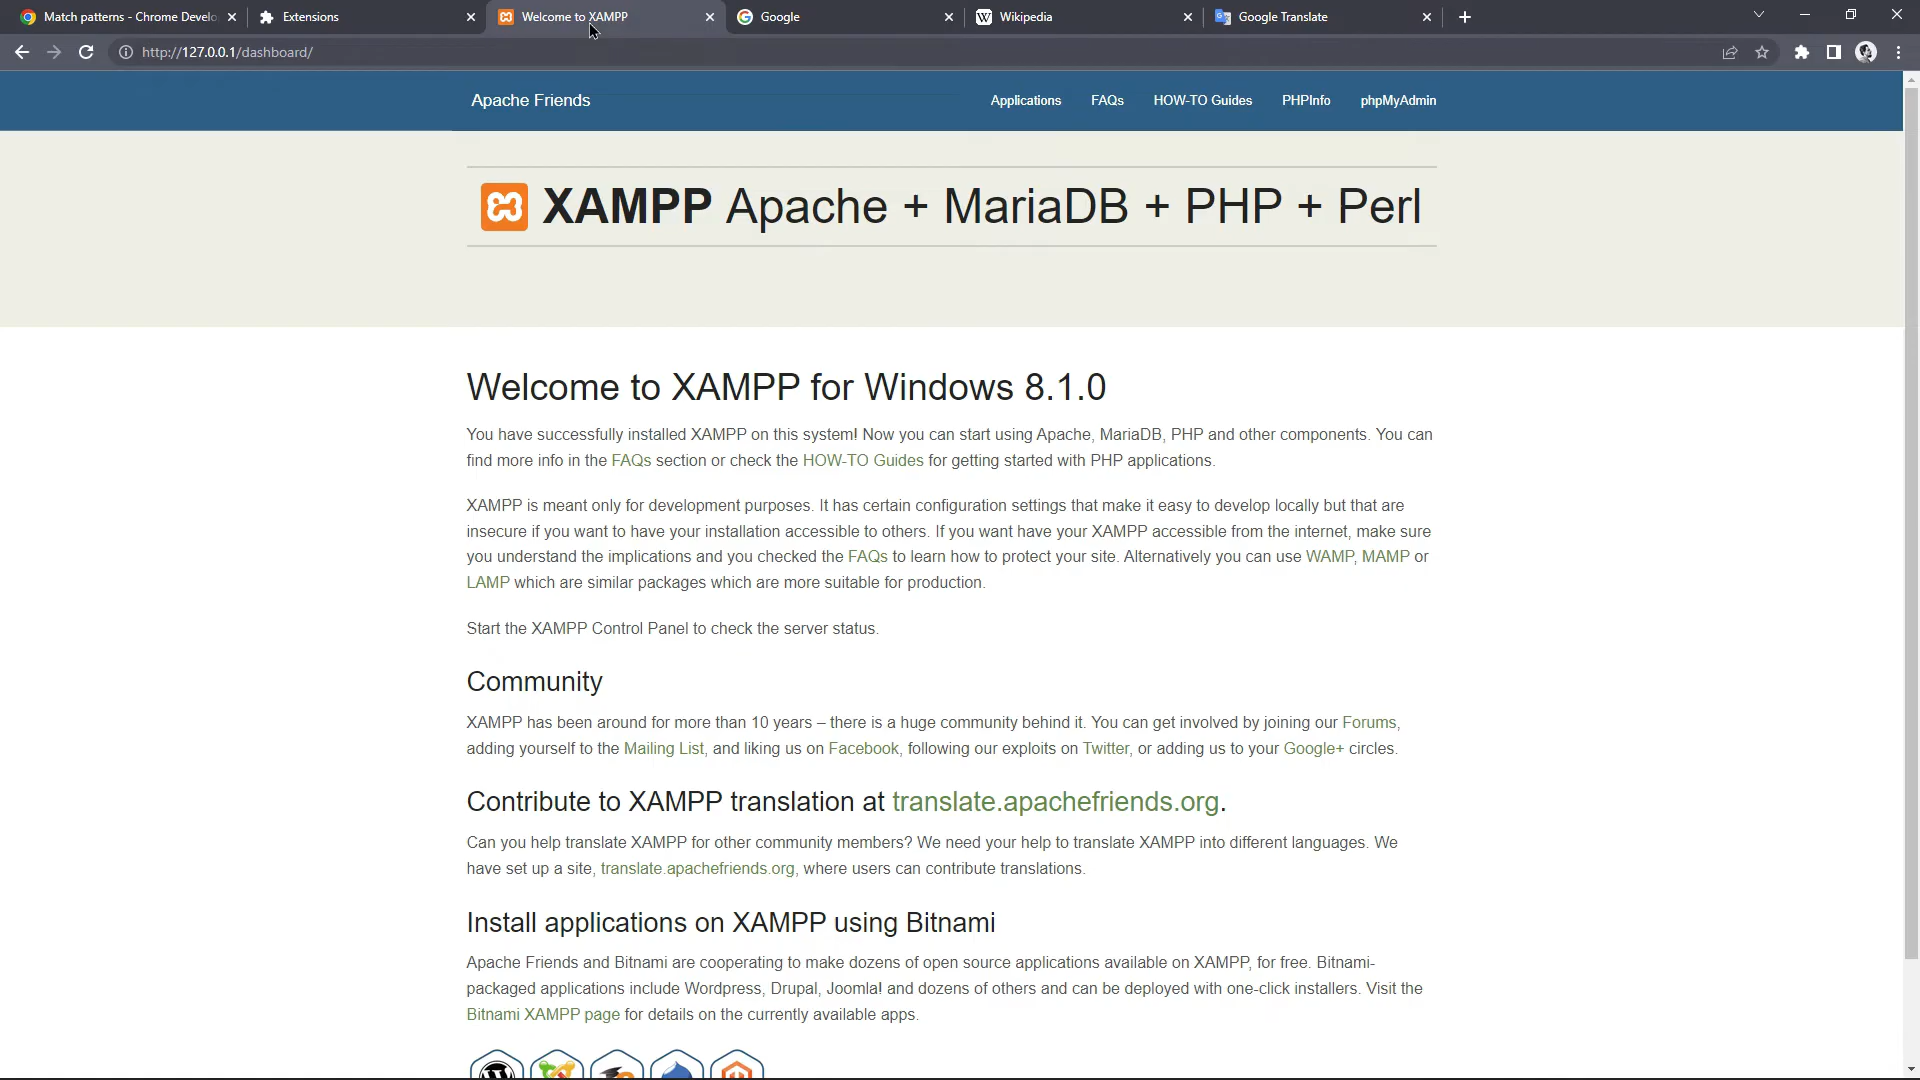 Match patterns - Chrome Develo
Extensions
Welcome to XAMPP
Google
Wikipedia
Google Translate
http://127.0.0.1/dashboard/
Apache Friends
Applications
FAQs
HOW-TO Guides
PHPInfo
phpMyAdmin
XAMPP Apache + MariaDB + PHP + Perl
Welcome to XAMPP for Windows 8.1.0
You have successfully installed XAMPP on this system! Now you can start using Apache, MariaDB, PHP and other components. You can
find more info in the FAQs section or check the HOW-TO Guides for getting started with PHP applications.
XAMPP is meant only for development purposes. It has certain configuration settings that make it easy to develop locally but that are
insecure if you want to have your installation accessible to others. If you want have your XAMPP accessible from the internet, make sure
you understand the implications and you checked the FAQs to learn how to protect your site. Alternatively you can use WAMP, MAMP or
LAMP which are similar packages which are more suitable for production.
Start the XAMPP Control Panel to check the server status.
Community
XAMPP has been around for more than 10 years – there is a huge community behind it. You can get involved by joining our Forums,
adding yourself to the Mailing List, and liking us on Facebook, following our exploits on Twitter, or adding us to your Google+ circles.
Contribute to XAMPP translation at translate.apachefriends.org.
Can you help translate XAMPP for other community members? We need your help to translate XAMPP into different languages. We
have set up a site, translate.apachefriends.org, where users can contribute translations.
Install applications on XAMPP using Bitnami
Apache Friends and Bitnami are cooperating to make dozens of open source applications available on XAMPP, for free. Bitnami-
packaged applications include Wordpress, Drupal, Joomla! and dozens of others and can be deployed with one-click installers. Visit the
Bitnami XAMPP page for details on the currently available apps.